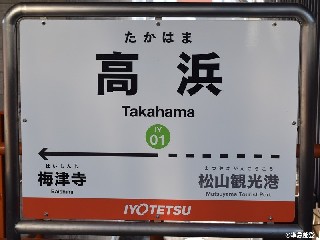 たかはま
高浜
Takahama
IY
01
ばいしんじ
梅津寺
Baishinji
まつやまかんこうこう
松山観光港
Matsuyama Tourist Port
IYOTETSU